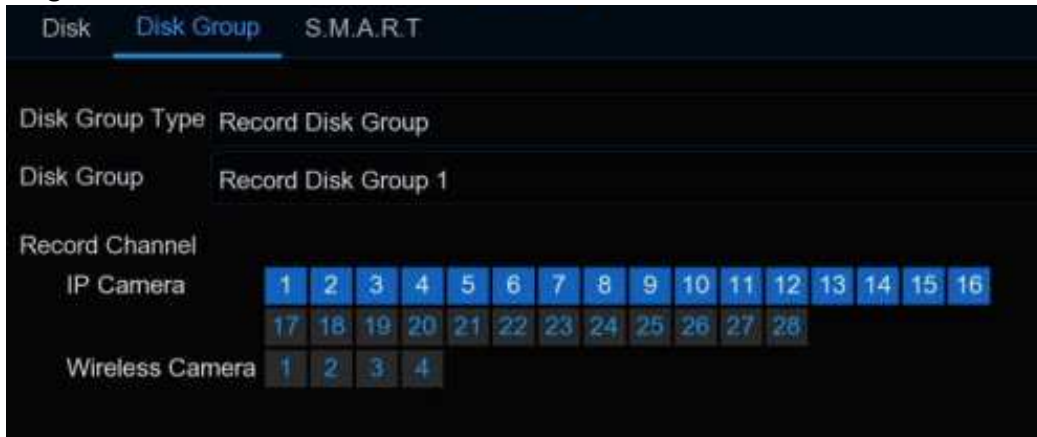 Disk Disk Group S.M.A.R.T
Disk Group Type Record Disk Group
Disk Group Record Disk Group 1
Record Channel
IP Camera 1 2 3 4 5 6 7 8 9 10 11 12 13 14 15 16
17 18 19 20 21 22 23 24 25 26 27 28
Wireless Camera 1 2 3 4